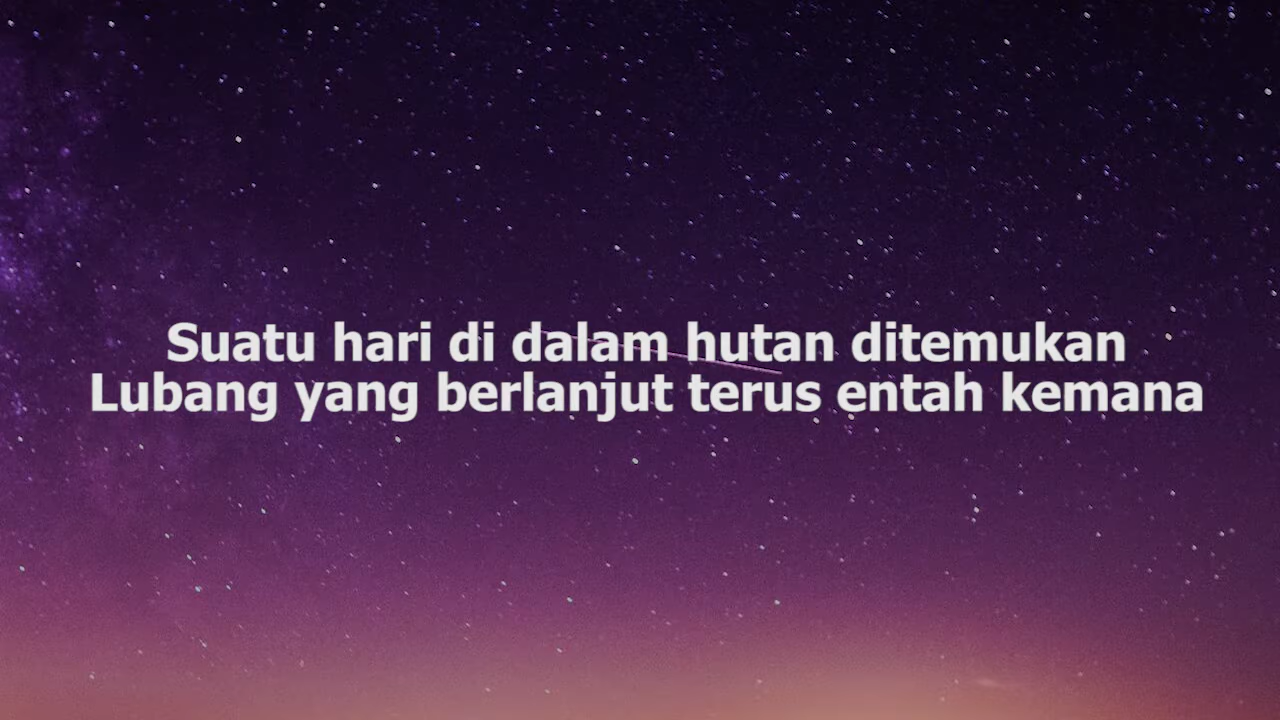 Suatu hari di dalam hutan ditemukan
Lubang yang berlanjut terus entah kemana